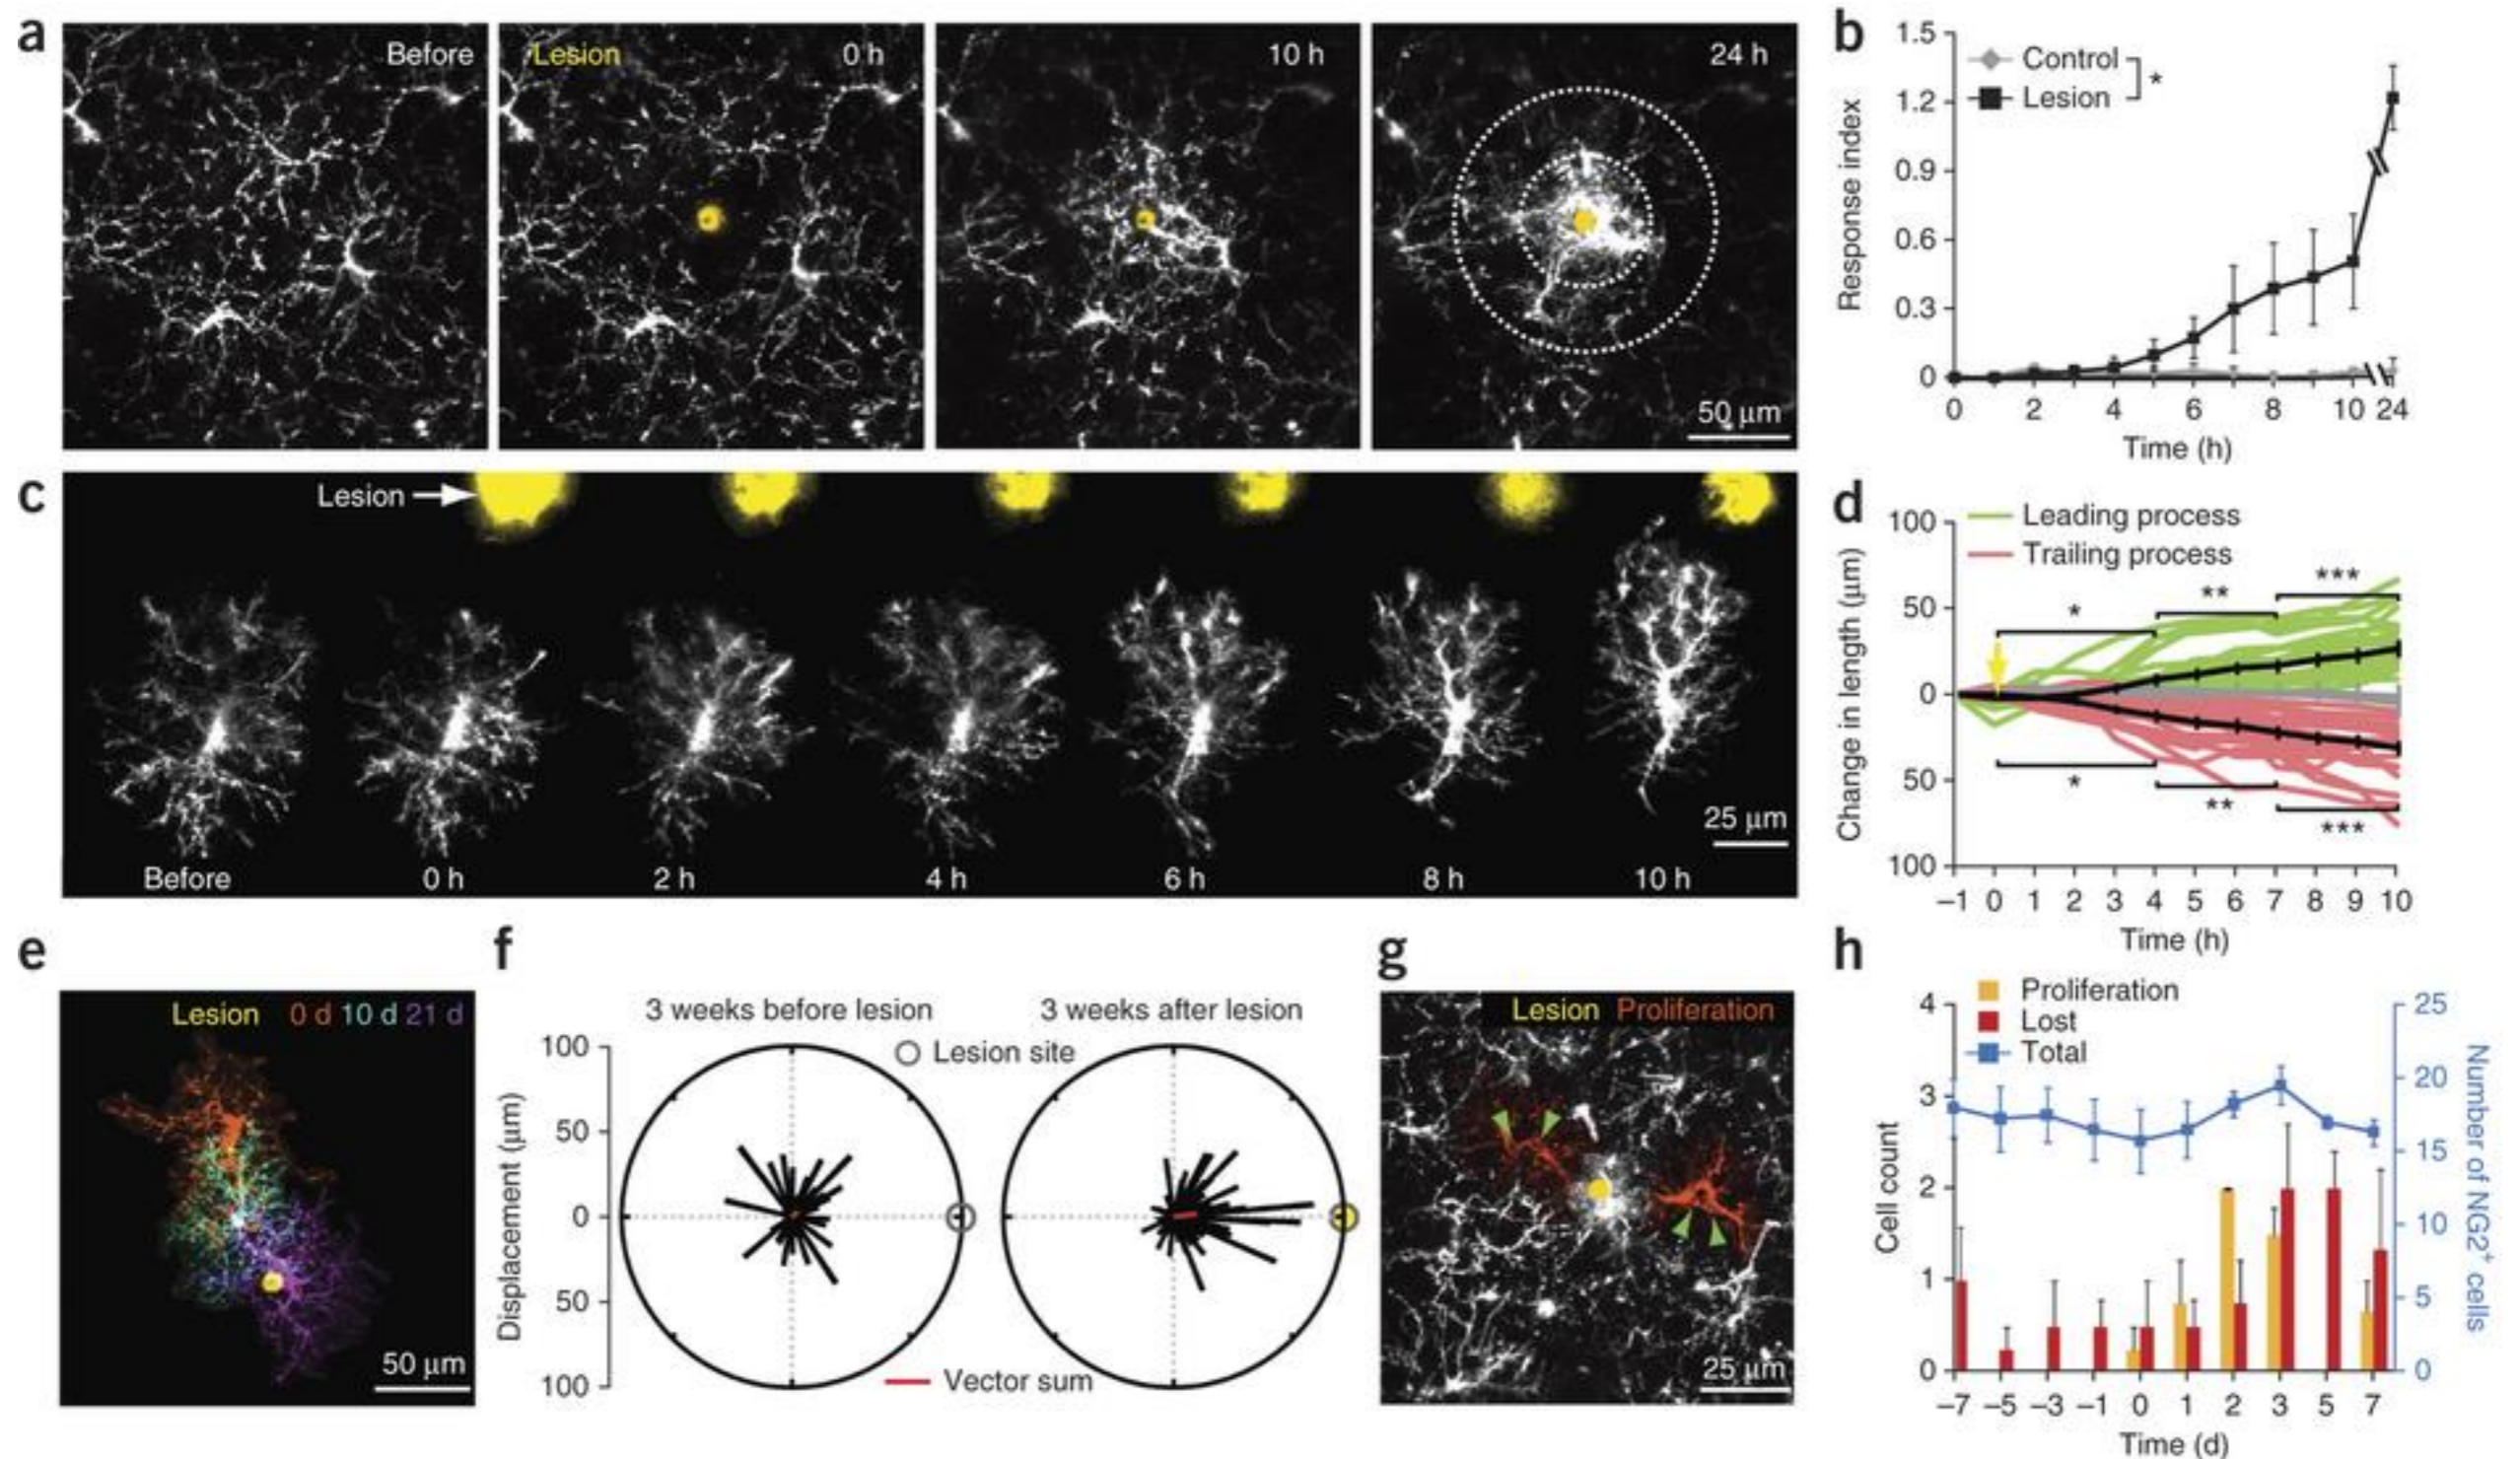 a
Before
Lesion 0 h
10 h
24 h
50 μm
b
1.5
1.2
0.9
0.6
0.3
0
Response index
Control
Lesion
*
0 2 4 6 8 10 24
Time (h)
c
Lesion
Before 0 h 2 h 4 h 6 h 8 h 10 h
25 μm
d
100
50
0
50
100
Change in length (μm)
Leading process
Trailing process
* ** ***
* ** ***
–1 0 1 2 3 4 5 6 7 8 9 10
Time (h)
e
Lesion 0 d 10 d 21 d
50 μm
f
3 weeks before lesion 3 weeks after lesion
Lesion site
100
50
0
50
100
Displacement (μm)
Vector sum
g
Lesion Proliferation
25 μm
h
Proliferation
Lost
Total
4
3
2
1
0
Cell count
25
20
15
10
5
0
Number of NG2⁺ cells
–7 –5 –3 –1 0 1 2 3 5 7
Time (d)